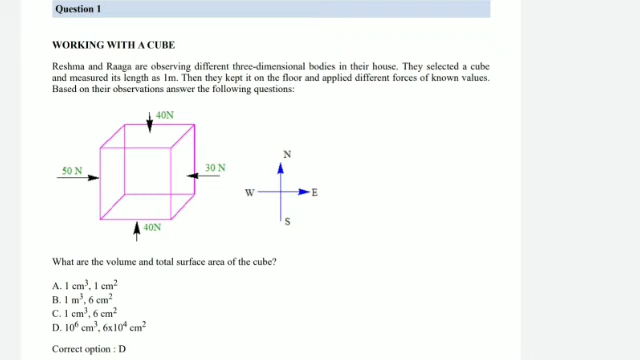 Question 1
WORKING WITH A CUBE
Reshma and Raaga are observing different three-dimensional bodies in their house. They selected a cube
and measured its length as 1m. Then they kept it on the floor and applied different forces of known values.
Based on their observations answer the following questions:
40N
50 N
30 N
40N
N
W
E
S
What are the volume and total surface area of the cube?
A. 1 cm³, 1 cm²
B. 1 m³, 6 cm²
C. 1 cm³, 6 cm²
D. 10⁶ cm³, 6x10⁴ cm²
Correct option : D